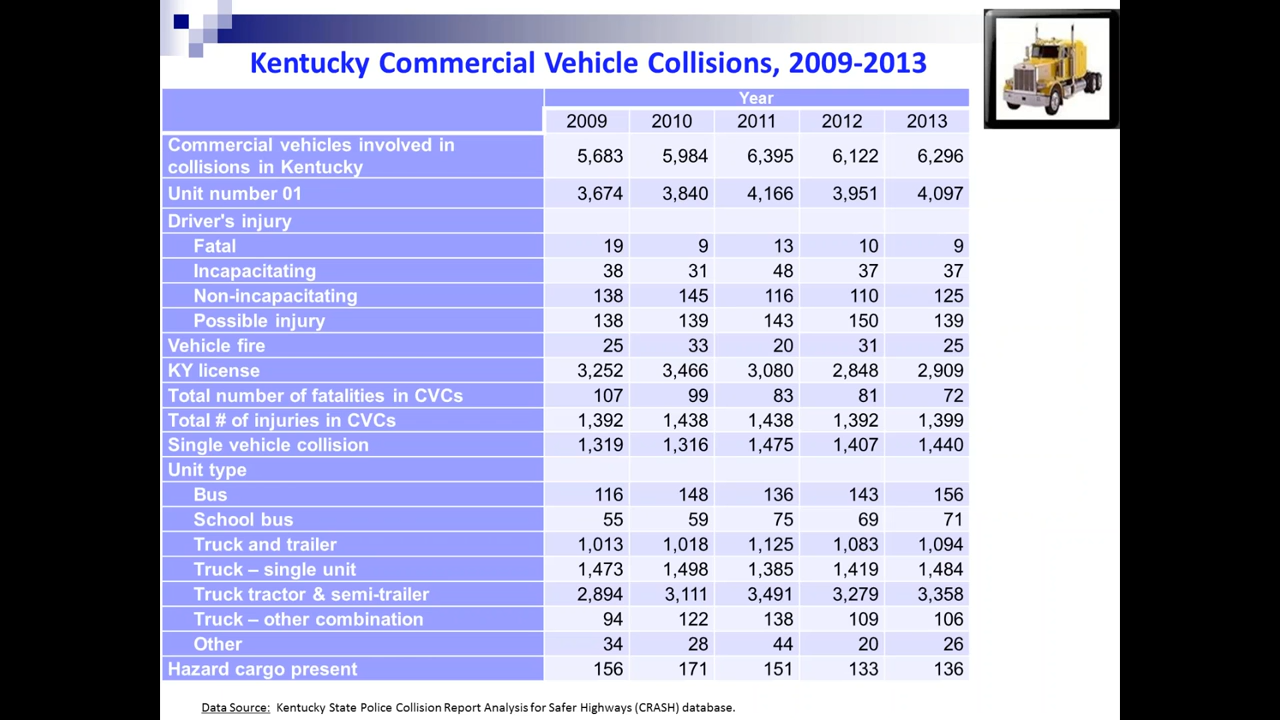 Kentucky Commercial Vehicle Collisions, 2009-2013
Year
2009 2010 2011 2012 2013
Commercial vehicles involved in
collisions in Kentucky 5,683 5,984 6,395 6,122 6,296
Unit number 01 3,674 3,840 4,166 3,951 4,097
Driver's injury
Fatal 19 9 13 10 9
Incapacitating 38 31 48 37 37
Non-incapacitating 138 145 116 110 125
Possible injury 138 139 143 150 139
Vehicle fire 25 33 20 31 25
KY license 3,252 3,466 3,080 2,848 2,909
Total number of fatalities in CVCs 107 99 83 81 72
Total # of injuries in CVCs 1,392 1,438 1,438 1,392 1,399
Single vehicle collision 1,319 1,316 1,475 1,407 1,440
Unit type
Bus 116 148 136 143 156
School bus 55 59 75 69 71
Truck and trailer 1,013 1,018 1,125 1,083 1,094
Truck – single unit 1,473 1,498 1,385 1,419 1,484
Truck tractor & semi-trailer 2,894 3,111 3,491 3,279 3,358
Truck – other combination 94 122 138 109 106
Other 34 28 44 20 26
Hazard cargo present 156 171 151 133 136
Data Source: Kentucky State Police Collision Report Analysis for Safer Highways (CRASH) database.